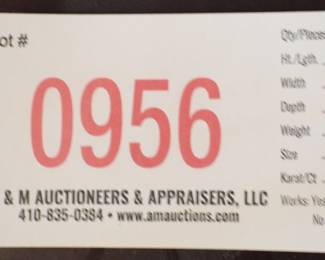 ot #
0956
& M AUCTIONEERS & APPRAISERS, LLC
410-835-0384 • www.amauctions.com
Qty/Pieces
Ht./Lgth.
Width
Depth
Weight
Size
Karat/Ct
Works: Yes
No